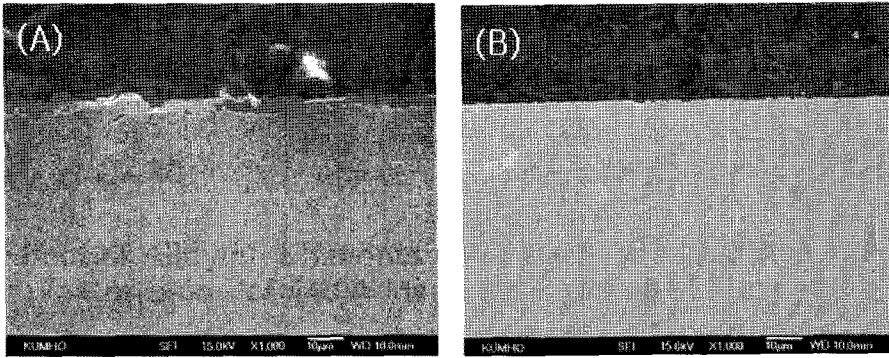 (A)
(B)
KUMHO SEI 15.0kV X1,000 10μm WD 10.0mm
KUMHO SEI 15.0kV X1,000 10μm WD 10.0mm